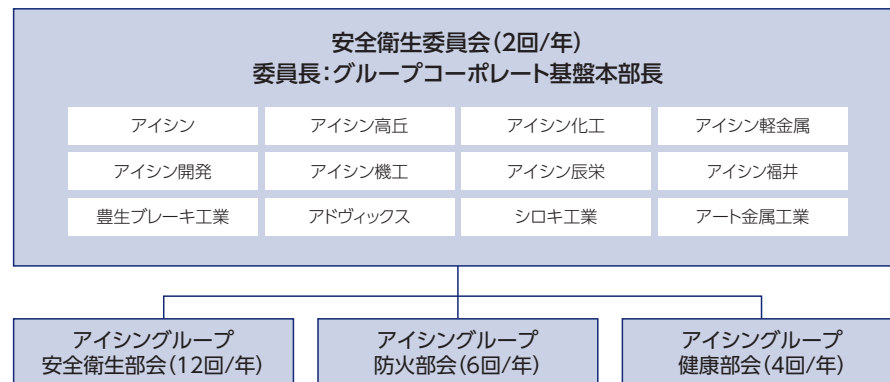 安全衛生委員会(2回/年)
委員長:グループコーポレート基盤本部長
アイシン アイシン高丘 アイシン化工 アイシン軽金属
アイシン開発 アイシン機工 アイシン辰栄 アイシン福井
豊生ブレーキ工業 アドヴィックス シロキ工業 アート金属工業
アイシングループ アイシングループ アイシングループ
安全衛生部会(12回/年) 防火部会(6回/年) 健康部会(4回/年)